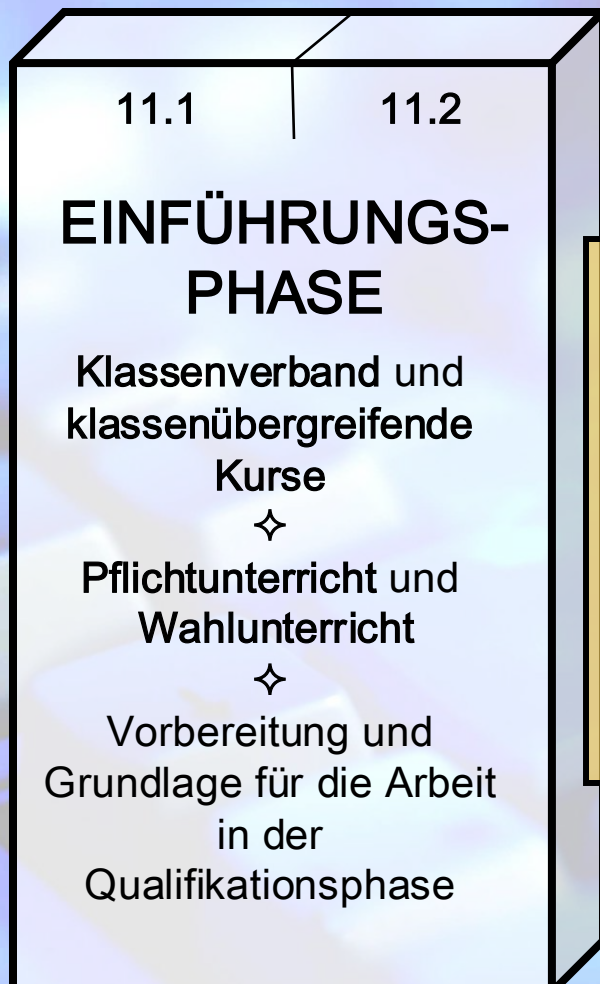 11.1 11.2
EINFÜHRUNGS-
PHASE
Klassenverband und
klassenübergreifende
Kurse
✧
Pflichtunterricht und
Wahlunterricht
✧
Vorbereitung und
Grundlage für die Arbeit
in der
Qualifikationsphase